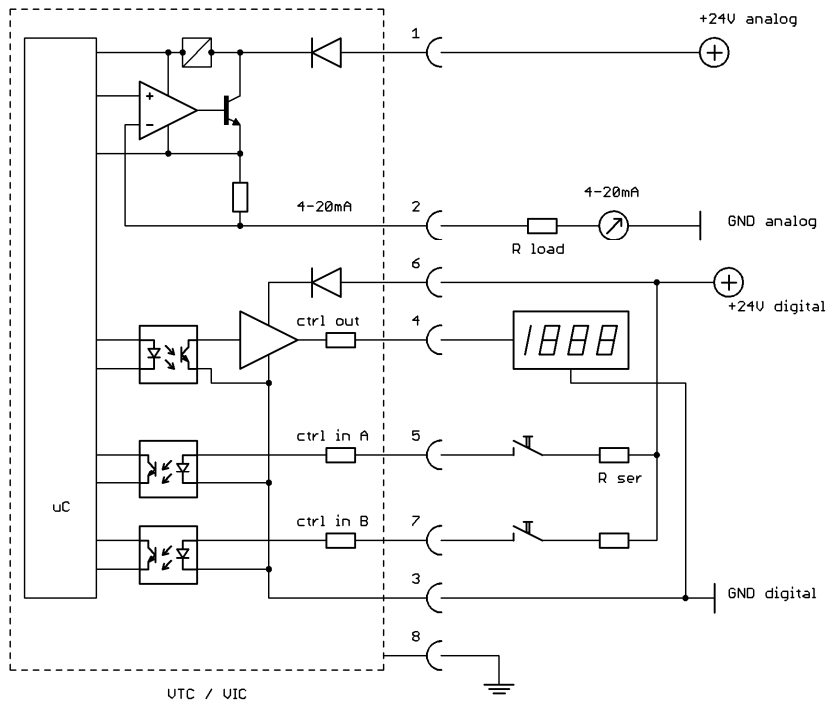 +24V analog
1
+
-
4-20mA
4-20mA
2
GND analog
R load
6
+24V digital
ctrl out
4
1888
ctrl in A
5
R ser
uC
ctrl in B
7
3
GND digital
8
VTC / VIC